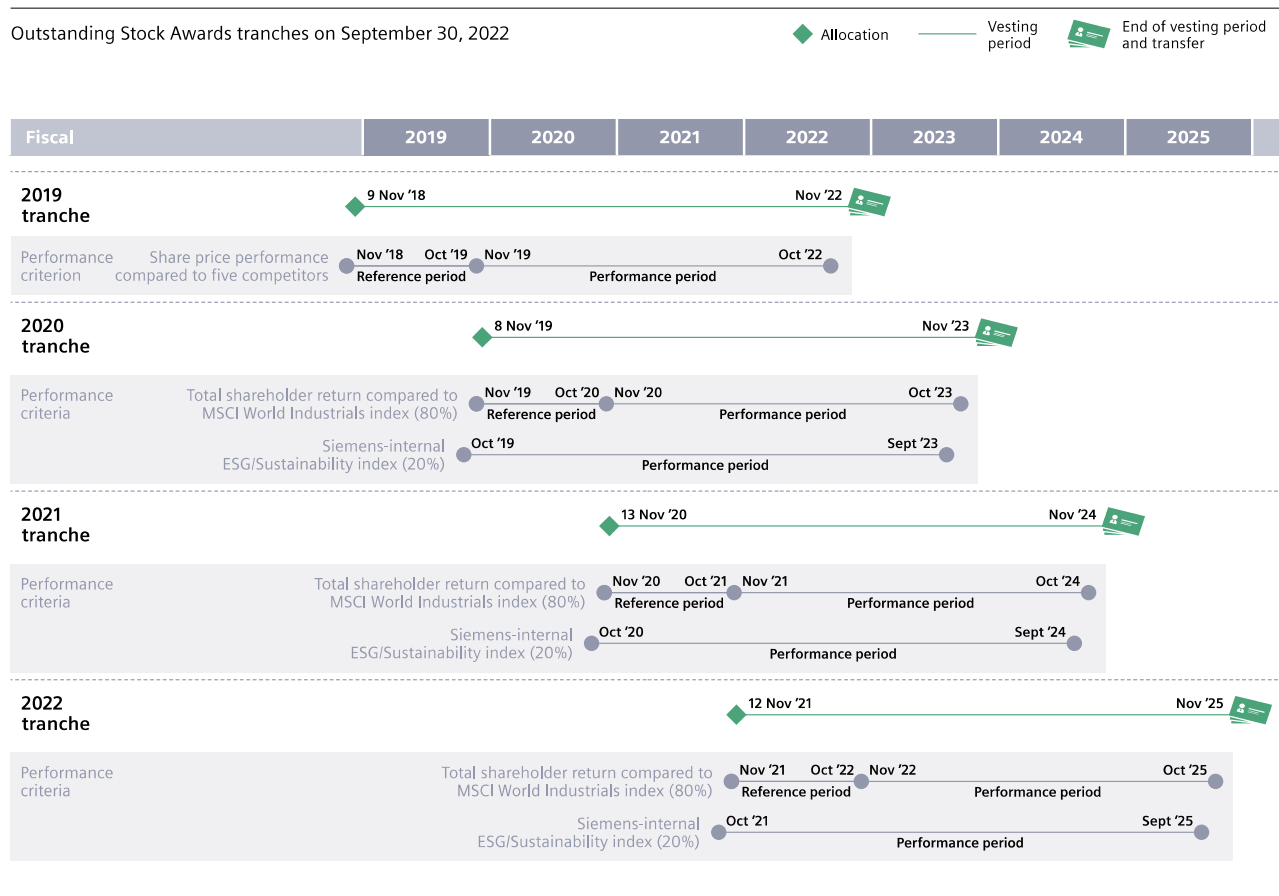 Outstanding Stock Awards tranches on September 30, 2022
Allocation
Vesting
period
End of vesting period
and transfer
Fiscal 2019 2020 2021 2022 2023 2024 2025
2019
tranche
9 Nov ’18 Nov ’22
Performance
criterion
Share price performance
compared to five competitors
Nov ’18 Oct ’19 Nov ’19 Oct ’22
Reference period Performance period
2020
tranche
8 Nov ’19 Nov ’23
Performance
criteria
Total shareholder return compared to
MSCI World Industrials index (80%)
Nov ’19 Oct ’20 Nov ’20 Oct ’23
Reference period Performance period
Siemens-internal
ESG/Sustainability index (20%)
Oct ’19 Sept ’23
Performance period
2021
tranche
13 Nov ’20 Nov ’24
Performance
criteria
Total shareholder return compared to
MSCI World Industrials index (80%)
Nov ’20 Oct ’21 Nov ’21 Oct ’24
Reference period Performance period
Siemens-internal
ESG/Sustainability index (20%)
Oct ’20 Sept ’24
Performance period
2022
tranche
12 Nov ’21 Nov ’25
Performance
criteria
Total shareholder return compared to
MSCI World Industrials index (80%)
Nov ’21 Oct ’22 Nov ’22 Oct ’25
Reference period Performance period
Siemens-internal
ESG/Sustainability index (20%)
Oct ’21 Sept ’25
Performance period